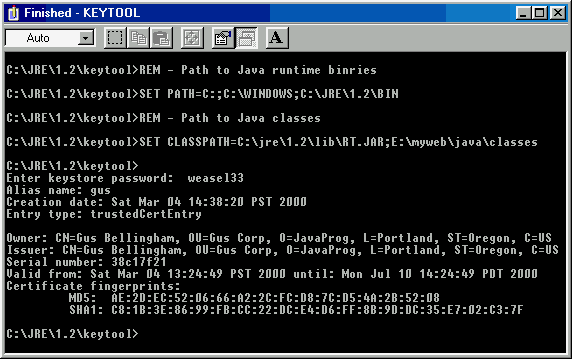 Finished - KEYTOOL
Auto
A
C:\JRE\1.2\keytool>REM - Path to Java runtime binries
C:\JRE\1.2\keytool>SET PATH=C:;C:\WINDOWS;C:\JRE\1.2\BIN
C:\JRE\1.2\keytool>REM - Path to Java classes
C:\JRE\1.2\keytool>SET CLASSPATH=C:\jre\1.2\lib\RT.JAR;E:\myweb\java\classes
C:\JRE\1.2\keytool>
Enter keystore password:  weasel33
Alias name: gus
Creation date: Sat Mar 04 14:38:20 PST 2000
Entry type: trustedCertEntry
Owner: CN=Gus Bellingham, OU=Gus Corp, O=JavaProg, L=Portland, ST=Oregon, C=US
Issuer: CN=Gus Bellingham, OU=Gus Corp, O=JavaProg, L=Portland, ST=Oregon, C=US
Serial number: 38c17f21
Valid from: Sat Mar 04 13:24:49 PST 2000 until: Mon Jul 10 14:24:49 PDT 2000
Certificate fingerprints:
MD5:  AE:2D:EC:52:06:66:A2:2C:FC:D8:7C:D5:4A:2B:52:08
SHA1: C8:1B:3E:86:99:FB:CC:22:DC:E4:D6:FF:8B:9D:DC:35:E7:02:C3:7F
C:\JRE\1.2\keytool>